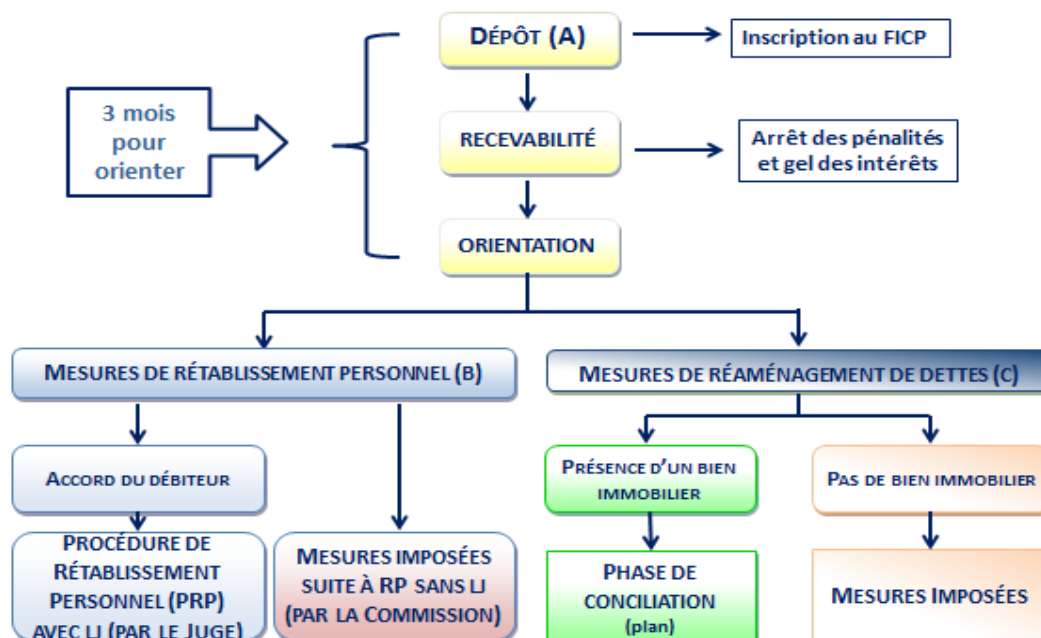 DÉPÔT (A)
Inscription au FICP
3 mois
pour
orienter
RECEVABILITÉ
Arrêt des pénalités
et gel des intérêts
ORIENTATION
MESURES DE RÉTABLISSEMENT PERSONNEL (B)
MESURES DE RÉAMÉNAGEMENT DE DETTES (C)
ACCORD DU DÉBITEUR
PRÉSENCE D'UN BIEN
IMMOBILIER
PAS DE BIEN IMMOBILIER
PROCÉDURE DE
RÉTABLISSEMENT
PERSONNEL (PRP)
AVEC LJ (PAR LE JUGE)
MESURES IMPOSÉES
SUITE À RP SANS LJ
(PAR LA COMMISSION)
PHASE DE
CONCILIATION
(plan)
MESURES IMPOSÉES